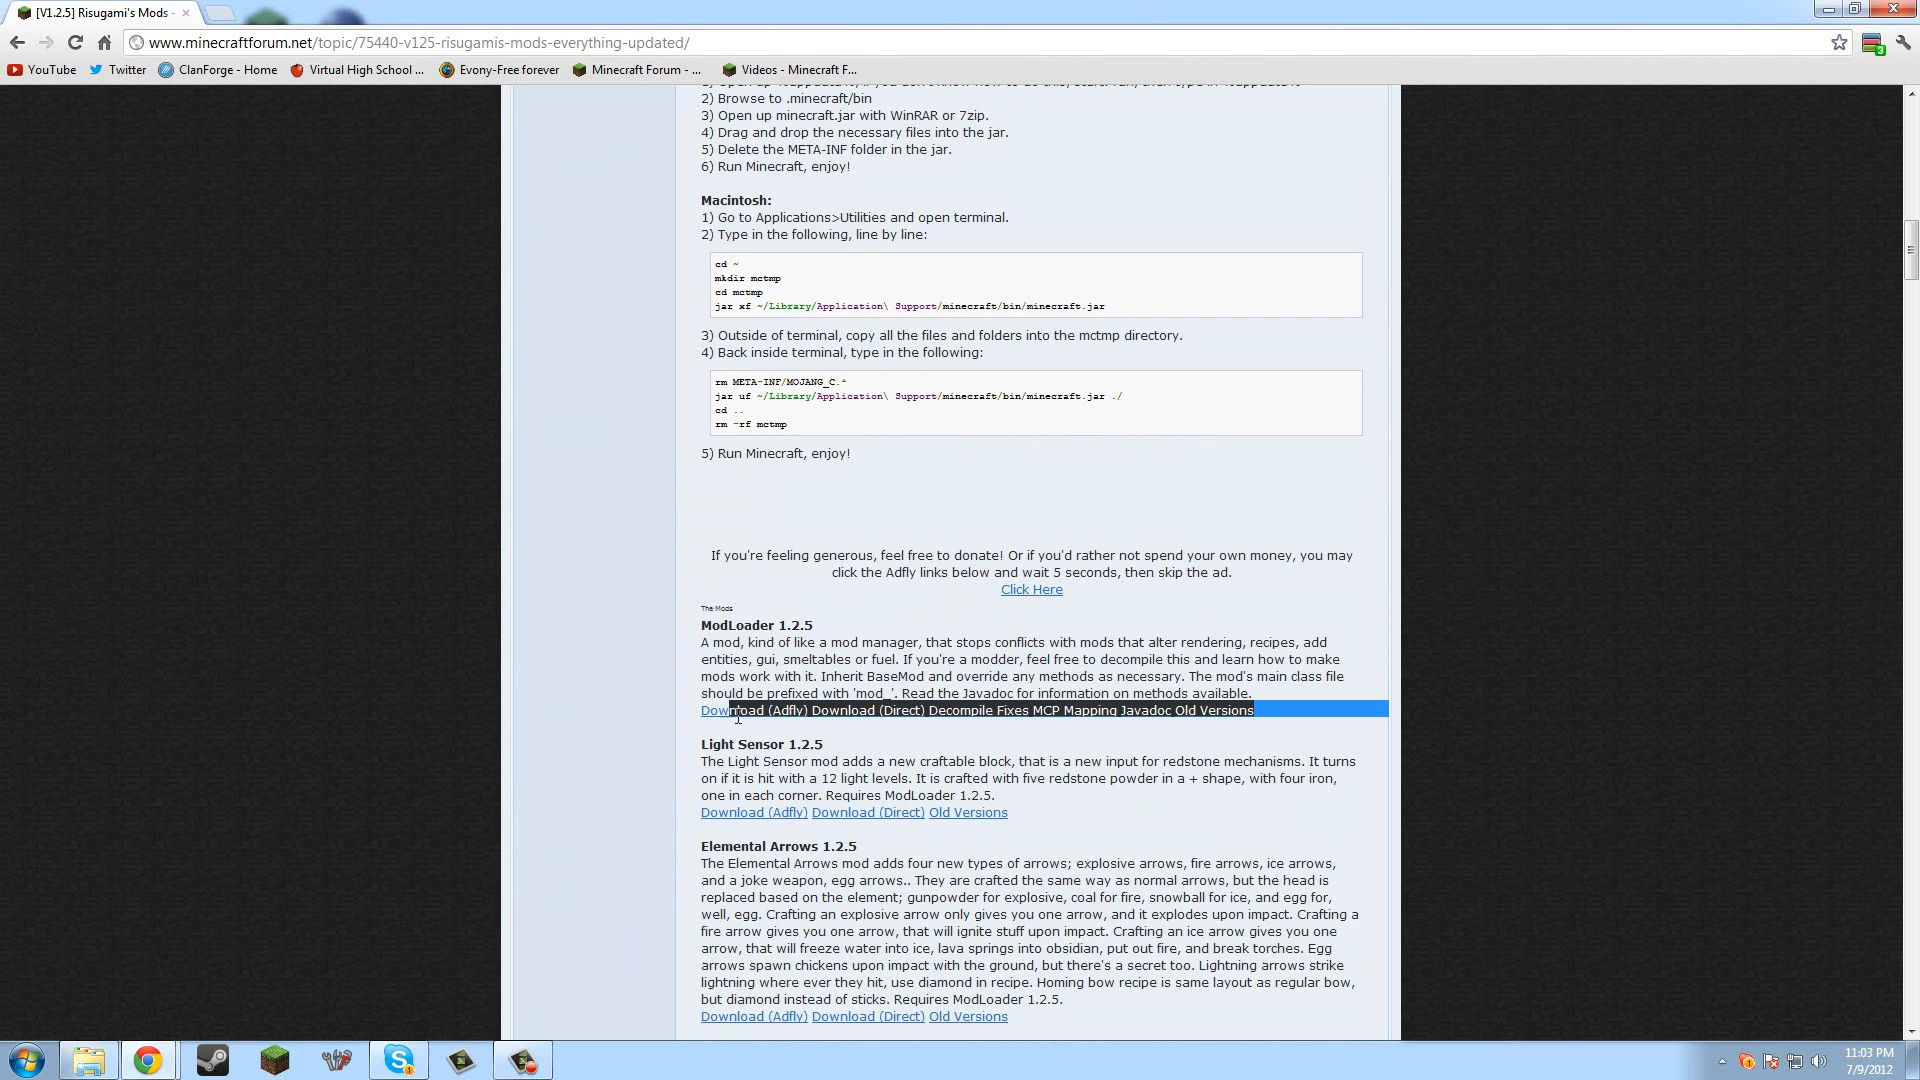 [V1.2.5] Risugami's Mods -
www.minecraftforum.net/topic/75440-v125-risugamis-mods-everything-updated/
3
YouTube Twitter ClanForge - Home Virtual High School ... Evony-Free forever Minecraft Forum - ... Videos - Minecraft F...
2) Browse to .minecraft/bin
3) Open up minecraft.jar with WinRAR or 7zip.
4) Drag and drop the necessary files into the jar.
5) Delete the META-INF folder in the jar.
6) Run Minecraft, enjoy!
Macintosh:
1) Go to Applications>Utilities and open terminal.
2) Type in the following, line by line:
cd ~
mkdir mctmp
cd mctmp
jar xf ~/Library/Application\ Support/minecraft/bin/minecraft.jar
3) Outside of terminal, copy all the files and folders into the mctmp directory.
4) Back inside terminal, type in the following:
rm META-INF/MOJANG_C.*
jar uf ~/Library/Application\ Support/minecraft/bin/minecraft.jar ./
cd ..
rm -rf mctmp
5) Run Minecraft, enjoy!
If you're feeling generous, feel free to donate! Or if you'd rather not spend your own money, you may
click the Adfly links below and wait 5 seconds, then skip the ad.
Click Here
The Mods
ModLoader 1.2.5
A mod, kind of like a mod manager, that stops conflicts with mods that alter rendering, recipes, add
entities, gui, smeltables or fuel. If you're a modder, feel free to decompile this and learn how to make
mods work with it. Inherit BaseMod and override any methods as necessary. The mod's main class file
should be prefixed with 'mod_'. Read the Javadoc for information on methods available.
Download (Adfly) Download (Direct) Decompile Fixes MCP Mapping Javadoc Old Versions
Light Sensor 1.2.5
The Light Sensor mod adds a new craftable block, that is a new input for redstone mechanisms. It turns
on if it is hit with a 12 light levels. It is crafted with five redstone powder in a + shape, with four iron,
one in each corner. Requires ModLoader 1.2.5.
Download (Adfly) Download (Direct) Old Versions
Elemental Arrows 1.2.5
The Elemental Arrows mod adds four new types of arrows; explosive arrows, fire arrows, ice arrows,
and a joke weapon, egg arrows.. They are crafted the same way as normal arrows, but the head is
replaced based on the element; gunpowder for explosive, coal for fire, snowball for ice, and egg for,
well, egg. Crafting an explosive arrow only gives you one arrow, and it explodes upon impact. Crafting a
fire arrow gives you one arrow, that will ignite stuff upon impact. Crafting an ice arrow gives you one
arrow, that will freeze water into ice, lava springs into obsidian, put out fire, and break torches. Egg
arrows spawn chickens upon impact with the ground, but there's a secret too. Lightning arrows strike
lightning where ever they hit, use diamond in recipe. Homing bow recipe is same layout as regular bow,
but diamond instead of sticks. Requires ModLoader 1.2.5.
Download (Adfly) Download (Direct) Old Versions
11:03 PM
7/9/2012